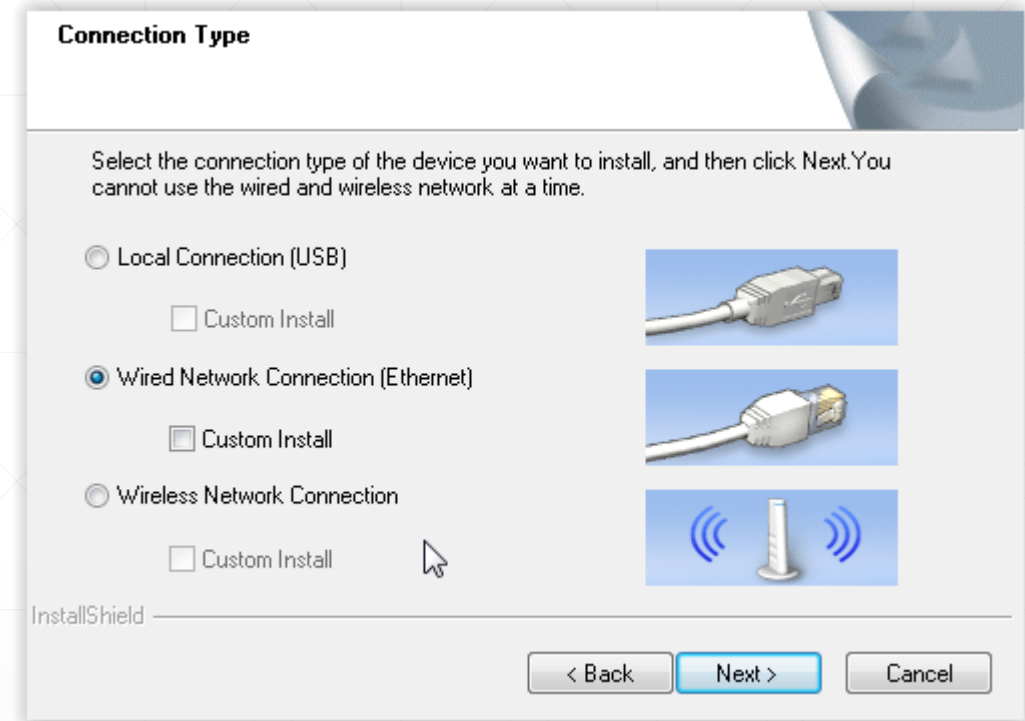 Connection Type
Select the connection type of the device you want to install, and then click Next.You
cannot use the wired and wireless network at a time.
Local Connection (USB)
Custom Install
Wired Network Connection (Ethernet)
Custom Install
Wireless Network Connection
Custom Install
InstallShield
< Back
Next >
Cancel